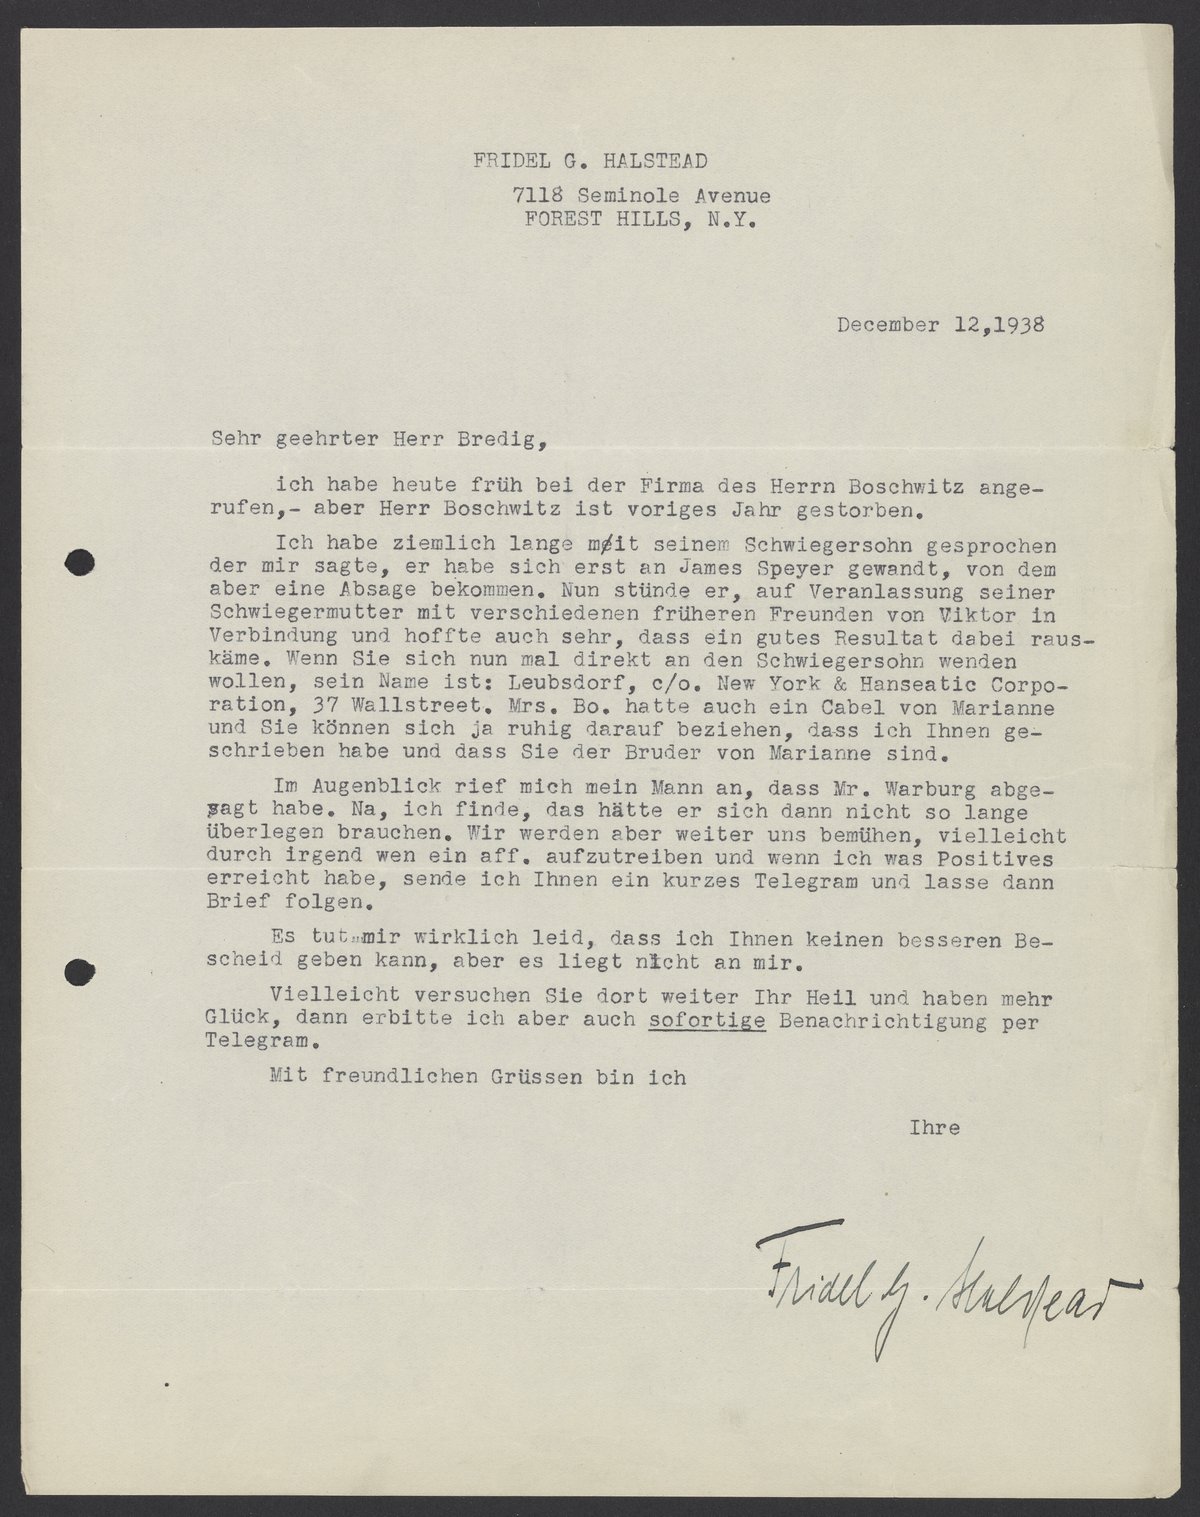 FRIDEL G. HALSTEAD
7118 Seminole Avenue
FOREST HILLS, N.Y.
December 12,1938
Sehr geehrter Herr Bredig,
ich habe heute früh bei der Firma des Herrn Boschwitz ange-
rufen,- aber Herr Boschwitz ist voriges Jahr gestorben.
Ich habe ziemlich lange mit seinem Schwiegersohn gesprochen
der mir sagte, er habe sich erst an James Speyer gewandt, von dem
aber eine Absage bekommen. Nun stünde er, auf Veranlassung seiner
Schwiegermutter mit verschiedenen früheren Freunden von Viktor in
Verbindung und hoffte auch sehr, dass ein gutes Resultat dabei raus-
käme. Wenn Sie sich nun mal direkt an den Schwiegersohn wenden
wollen, sein Name ist: Leubsdorf, c/o. New York & Hanseatic Corpo-
ration, 37 Wallstreet. Mrs. Bo. hatte auch ein Cabel von Marianne
und Sie können sich ja ruhig darauf beziehen, dass ich Ihnen ge-
schrieben habe und dass Sie der Bruder von Marianne sind.
Im Augenblick rief mich mein Mann an, dass Mr. Warburg abge-
sagt habe. Na, ich finde, das hätte er sich dann nicht so lange
überlegen brauchen. Wir werden aber weiter uns bemühen, vielleicht
durch irgend wen ein aff. aufzutreiben und wenn ich was Positives
erreicht habe, sende ich Ihnen ein kurzes Telegram und lasse dann
Brief folgen.
Es tut mir wirklich leid, dass ich Ihnen keinen besseren Be-
scheid geben kann, aber es liegt nicht an mir.
Vielleicht versuchen Sie dort weiter Ihr Heil und haben mehr
Glück, dann erbitte ich aber auch sofortige Benachrichtigung per
Telegram.
Mit freundlichen Grüssen bin ich
Ihre
Fridel G. Halstead